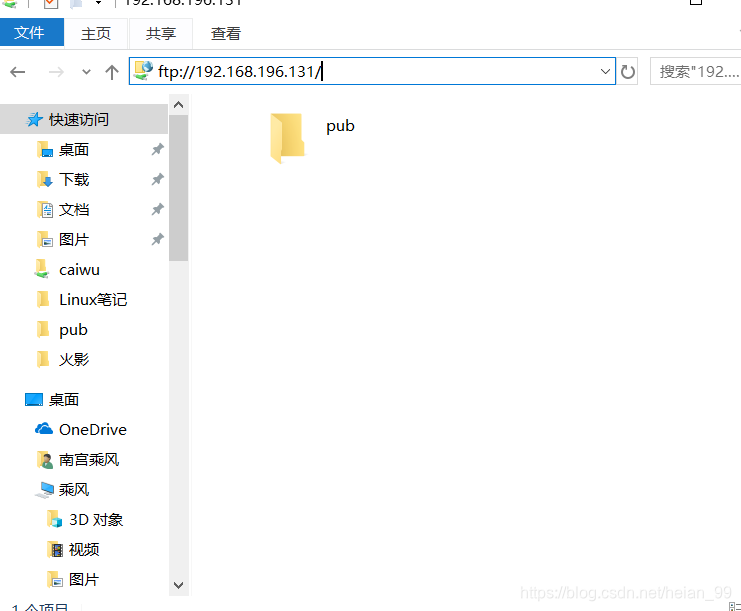 192.168.196.131
文件 主页 共享 查看
ftp://192.168.196.131/ 搜索"192....
快速访问
pub
桌面
下载
文档
图片
caiwu
Linux笔记
pub
火影
桌面
OneDrive
南宫乘风
乘风
3D 对象
视频
图片
https://blog.csdn.net/heian_99
1 个项目